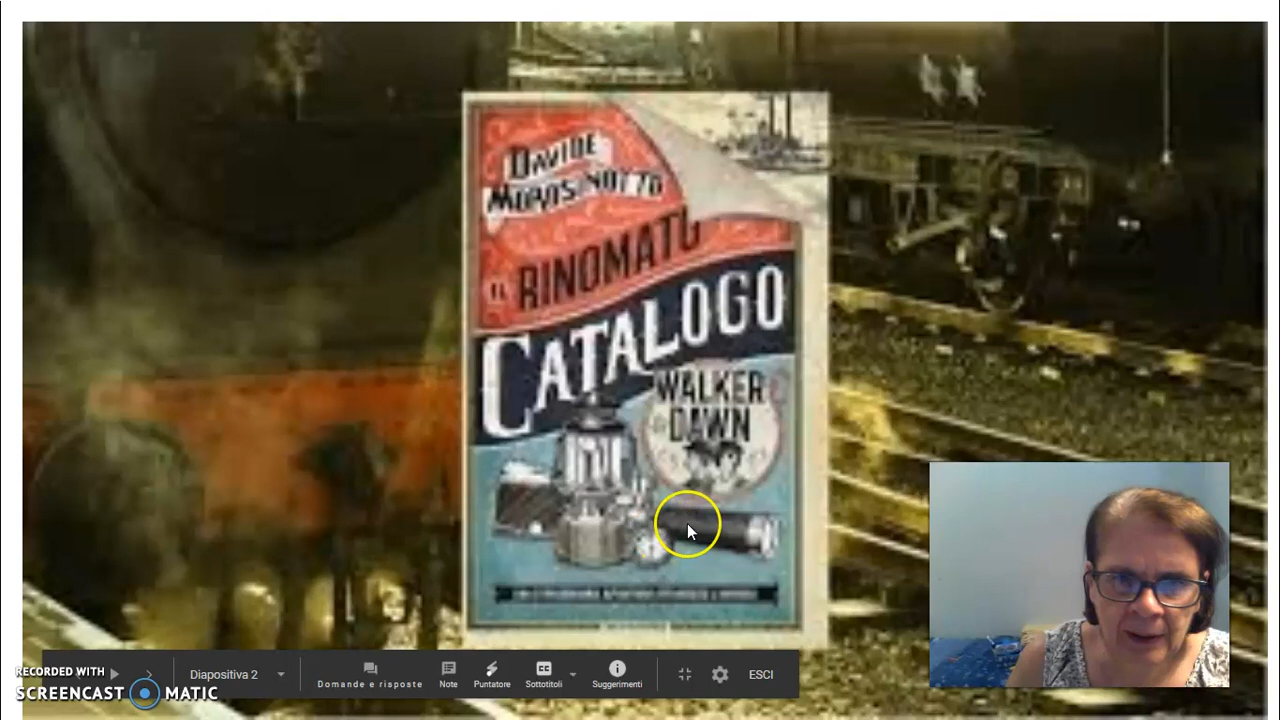 DAVIDE
MOROSINOTTO
IL RINOMATO
CATALOGO
WALKER
& DAWN
RECORDED WITH
SCREENCAST MATIC
Diapositiva 2
Domande e risposte
Note
Puntatore
Sottotitoli
Suggerimenti
ESCI